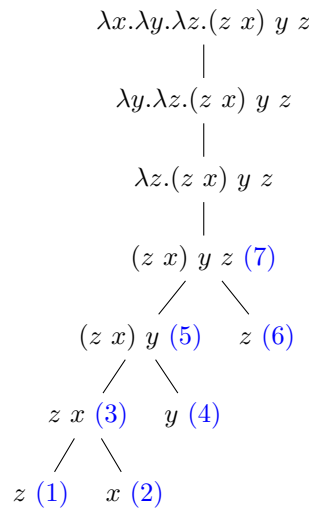 λx.λy.λz.(z x) y z
λy.λz.(z x) y z
λz.(z x) y z
(z x) y z (7)
(z x) y (5) z (6)
z x (3) y (4)
z (1) x (2)